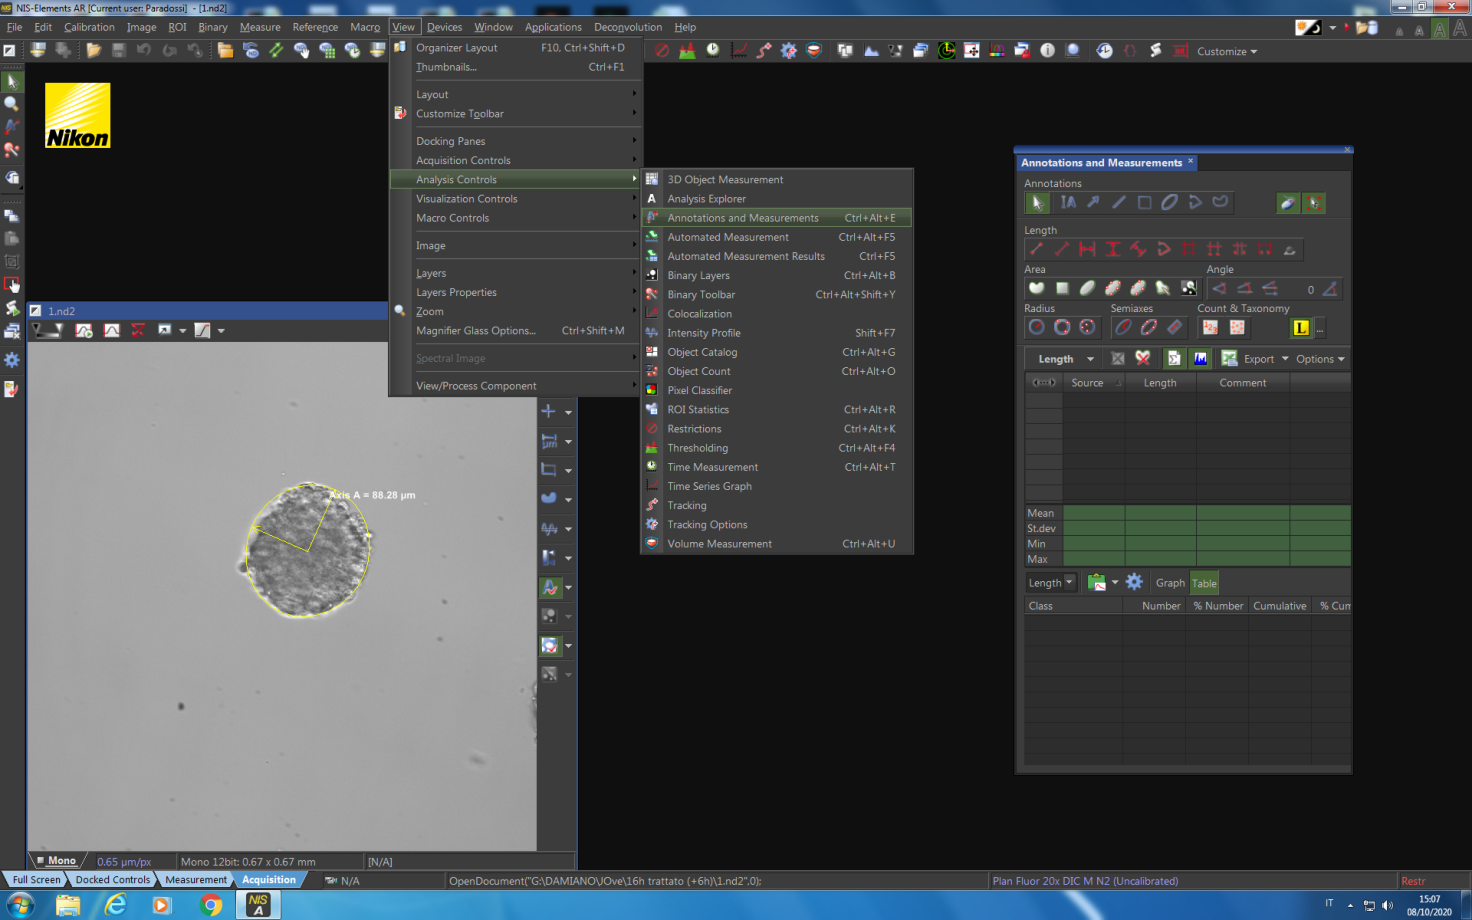 NIS-Elements AR [Current user: Paradossi] - [1.nd2]
File Edit Calibration Image ROI Binary Measure Reference Macro View Devices Window Applications Deconvolution Help
Customize
Nikon
Organizer Layout F10, Ctrl+Shift+D
Thumbnails... Ctrl+F1
Layout
Customize Toolbar
Docking Panes
Acquisition Controls
Analysis Controls
Visualization Controls
Macro Controls
Image
Layers
Layers Properties
Zoom
Magnifier Glass Options... Ctrl+Shift+M
Spectral Image
View/Process Component
3D Object Measurement
Analysis Explorer
Annotations and Measurements Ctrl+Alt+E
Automated Measurement Ctrl+Alt+F5
Automated Measurement Results Ctrl+F5
Binary Layers Ctrl+Alt+B
Binary Toolbar Ctrl+Alt+Shift+Y
Colocalization
Intensity Profile Shift+F7
Object Catalog Ctrl+Alt+G
Object Count Ctrl+Alt+O
Pixel Classifier
ROI Statistics Ctrl+Alt+R
Restrictions Ctrl+Alt+K
Thresholding Ctrl+Alt+F4
Time Measurement Ctrl+Alt+T
Time Series Graph
Tracking
Tracking Options
Volume Measurement Ctrl+Alt+U
1.nd2
Axis A = 88.28 µm
Annotations and Measurements
Annotations
Length
Area Angle
0
Radius Semiaxes Count & Taxonomy
L ...
Length Export Options
Source Length Comment
Mean
St.dev
Min
Max
Length Graph Table
Class Number % Number Cumulative % Cum
Mono 0.65 µm/px Mono 12bit: 0.67 x 0.67 mm [N/A]
Full Screen Docked Controls Measurement Acquisition N/A OpenDocument("G:\DAMIANO\JOve\16h trattato (+6h)\1.nd2",0); Plan Fluor 20x DIC M N2 (Uncalibrated) Restr
NIS
A
IT 15:07
08/10/2020